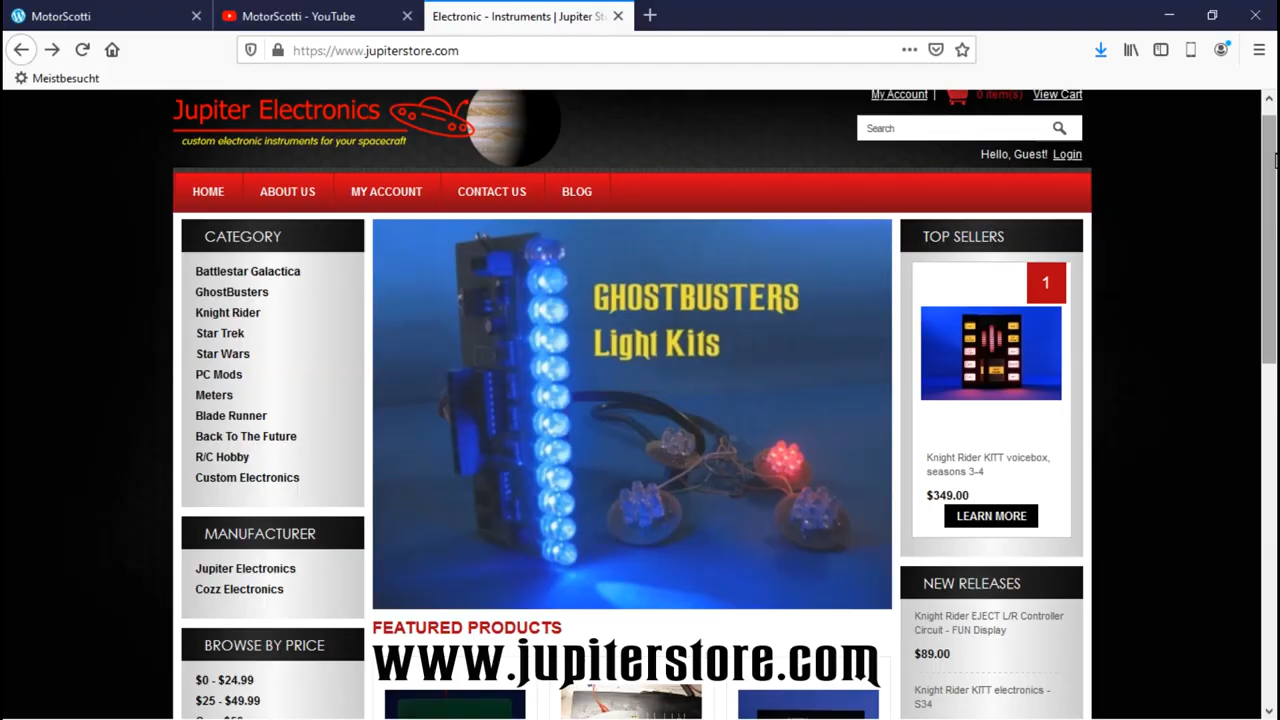 MotorScotti
MotorScotti - YouTube
Electronic - Instruments | Jupiter St
https://www.jupiterstore.com
Meistbesucht
Jupiter Electronics
custom electronic instruments for your spacecraft
My Account | 0 item(s) View Cart
Search
Hello, Guest! Login
HOME ABOUT US MY ACCOUNT CONTACT US BLOG
CATEGORY
Battlestar Galactica
GhostBusters
Knight Rider
Star Trek
Star Wars
PC Mods
Meters
Blade Runner
Back To The Future
R/C Hobby
Custom Electronics
MANUFACTURER
Jupiter Electronics
Cozz Electronics
BROWSE BY PRICE
$0 - $24.99
$25 - $49.99
GHOSTBUSTERS
Light Kits
FEATURED PRODUCTS
www.jupiterstore.com
TOP SELLERS
1
Knight Rider KITT voicebox,
seasons 3-4
$349.00
LEARN MORE
NEW RELEASES
Knight Rider EJECT L/R Controller
Circuit - FUN Display
$89.00
Knight Rider KITT electronics -
S34